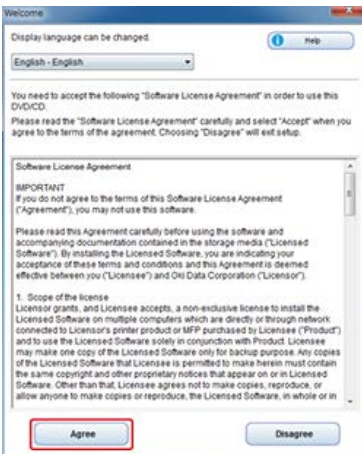 Welcome
Display language can be changed.
Help
English - English
You need to accept the following "Software License Agreement" in order to use this
DVD/CD.
Please read the "Software License Agreement" carefully and select "Accept" when you
agree to the terms of the agreement. Choosing "Disagree" will exit setup.
Software License Agreement
IMPORTANT
If you do not agree to the terms of this Software License Agreement
("Agreement"), you may not use this software.
Please read this Agreement carefully before using the software and
accompanying documentation contained in the storage media ("Licensed
Software"). By installing the Licensed Software, you are indicating your
acceptance of these terms and conditions and this Agreement is deemed
effective between you ("Licensee") and Oki Data Corporation ("Licensor").
1. Scope of the license
Licensor grants, and Licensee accepts, a non-exclusive license to install the
Licensed Software on multiple computers which are directly or through network
connected to Licensor's printer product or MFP purchased by Licensee ("Product")
and to use the Licensed Software solely in conjunction with Product. Licensee
may make one copy of the Licensed Software only for backup purpose. Any copies
of the Licensed Software that Licensee is permitted to make herein must contain
the same copyright and other proprietary notices that appear on or in Licensed
Software. Other than that, Licensee agrees not to make copies, reproduce, or
allow anyone to make copies or reproduce, the Licensed Software, in whole or in
Agree
Disagree